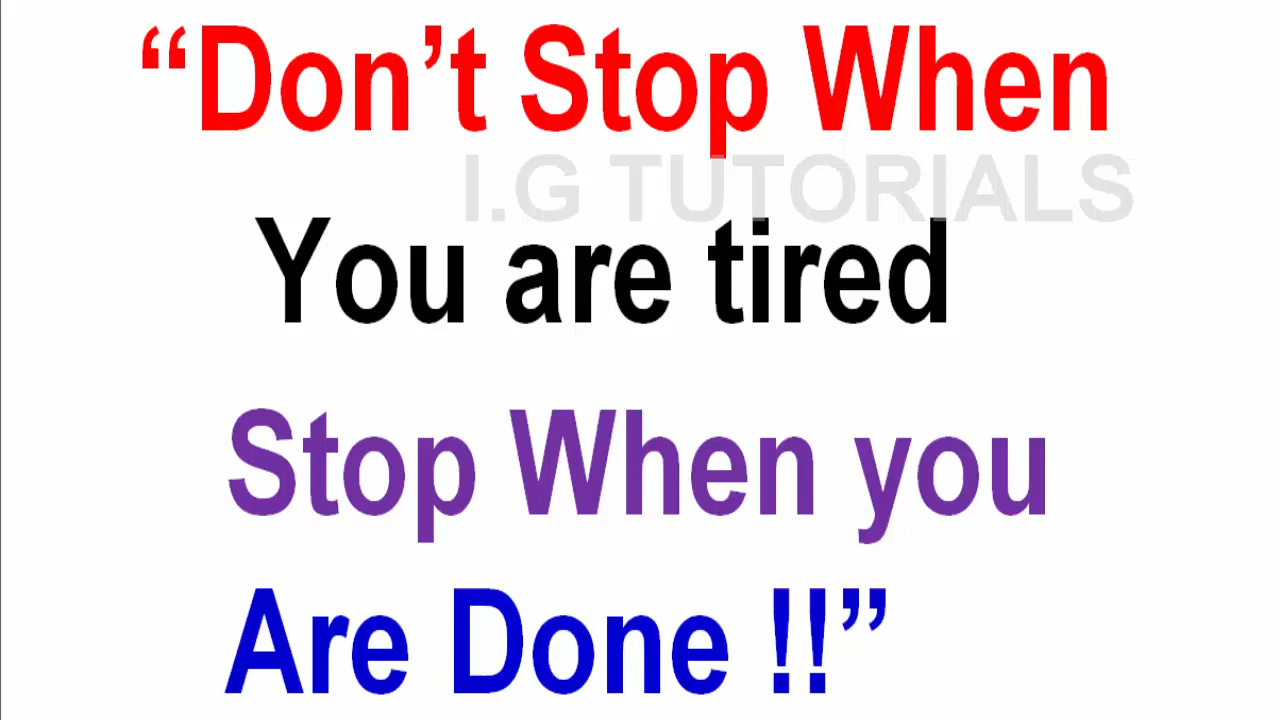 “Don’t Stop When
I.G TUTORIALS
You are tired
Stop When you
Are Done !!”